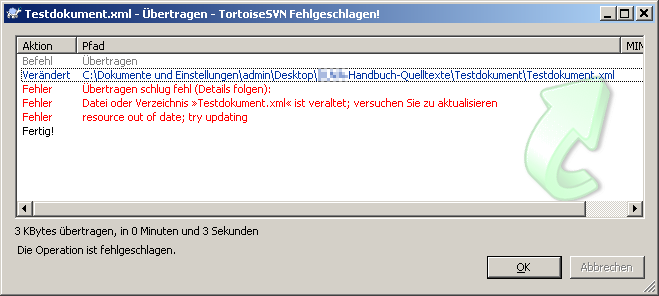 Testdokument.xml - Übertragen - TortoiseSVN Fehlgeschlagen!
Aktion Pfad MIM
Befehl Übertragen
Verändert C:\Dokumente und Einstellungen\admin\Desktop\ -Handbuch-Quelltexte\Testdokument\Testdokument.xml
Fehler Übertragen schlug fehl (Details folgen):
Fehler Datei oder Verzeichnis »Testdokument.xml« ist veraltet; versuchen Sie zu aktualisieren
Fehler resource out of date; try updating
Fertig!
3 KBytes übertragen, in 0 Minuten und 3 Sekunden
Die Operation ist fehlgeschlagen.
OK Abbrechen